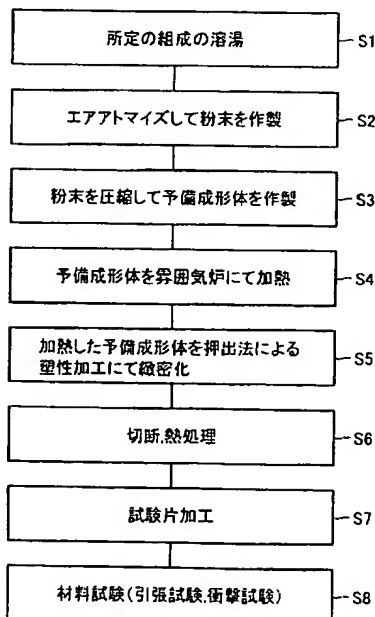 所定の組成の溶湯
S1
エアアトマイズして粉末を作製
S2
粉末を圧縮して予備成形体を作製
S3
予備成形体を雰囲気炉にて加熱
S4
加熱した予備成形体を押出法による
塑性加工にて緻密化
S5
切断,熱処理
S6
試験片加工
S7
材料試験(引張試験,衝撃試験)
S8